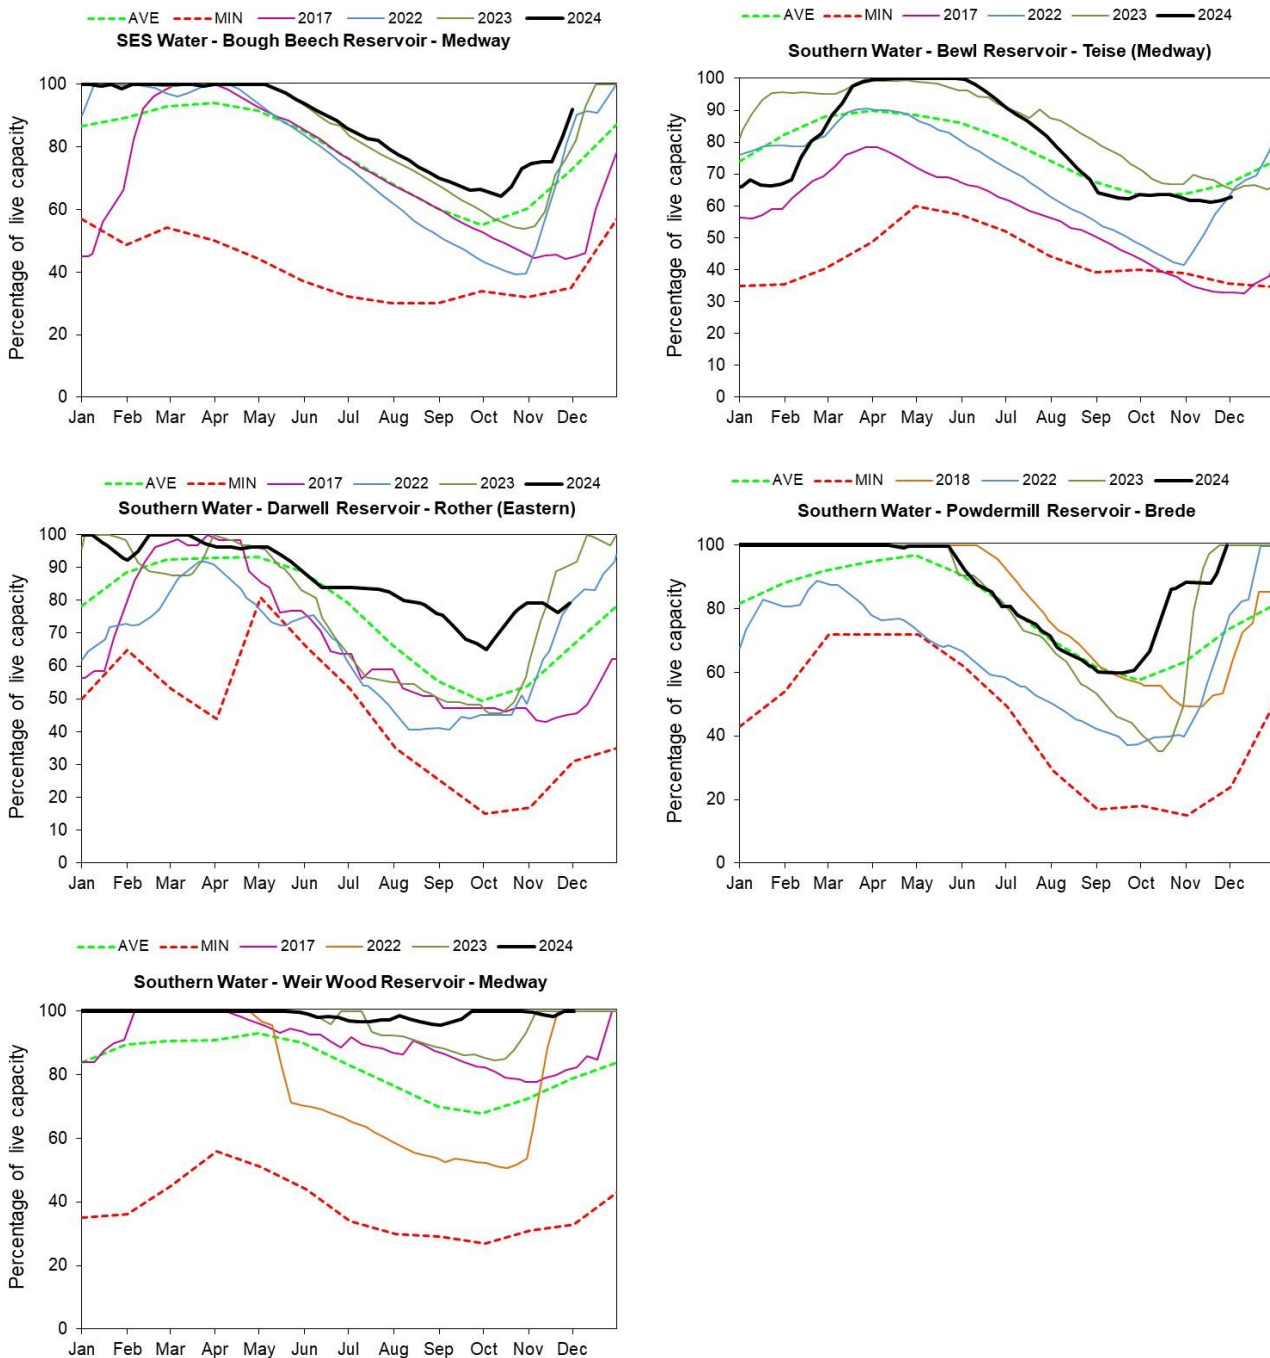 AVE MIN 2017 2022 2023 2024
SES Water - Bough Beech Reservoir - Medway
Percentage of live capacity
100
80
60
40
20
0
Jan Feb Mar Apr May Jun Jul Aug Sep Oct Nov Dec
AVE MIN 2017 2022 2023 2024
Southern Water - Bewl Reservoir - Teise (Medway)
Percentage of live capacity
100
90
80
70
60
50
40
30
20
10
0
Jan Feb Mar Apr May Jun Jul Aug Sep Oct Nov Dec
AVE MIN 2017 2022 2023 2024
Southern Water - Darwell Reservoir - Rother (Eastern)
Percentage of live capacity
100
90
80
70
60
50
40
30
20
10
0
Jan Feb Mar Apr May Jun Jul Aug Sep Oct Nov Dec
AVE MIN 2018 2022 2023 2024
Southern Water - Powdermill Reservoir - Brede
Percentage of live capacity
100
80
60
40
20
0
Jan Feb Mar Apr May Jun Jul Aug Sep Oct Nov Dec
AVE MIN 2017 2022 2023 2024
Southern Water - Weir Wood Reservoir - Medway
Percentage of live capacity
100
80
60
40
20
0
Jan Feb Mar Apr May Jun Jul Aug Sep Oct Nov Dec